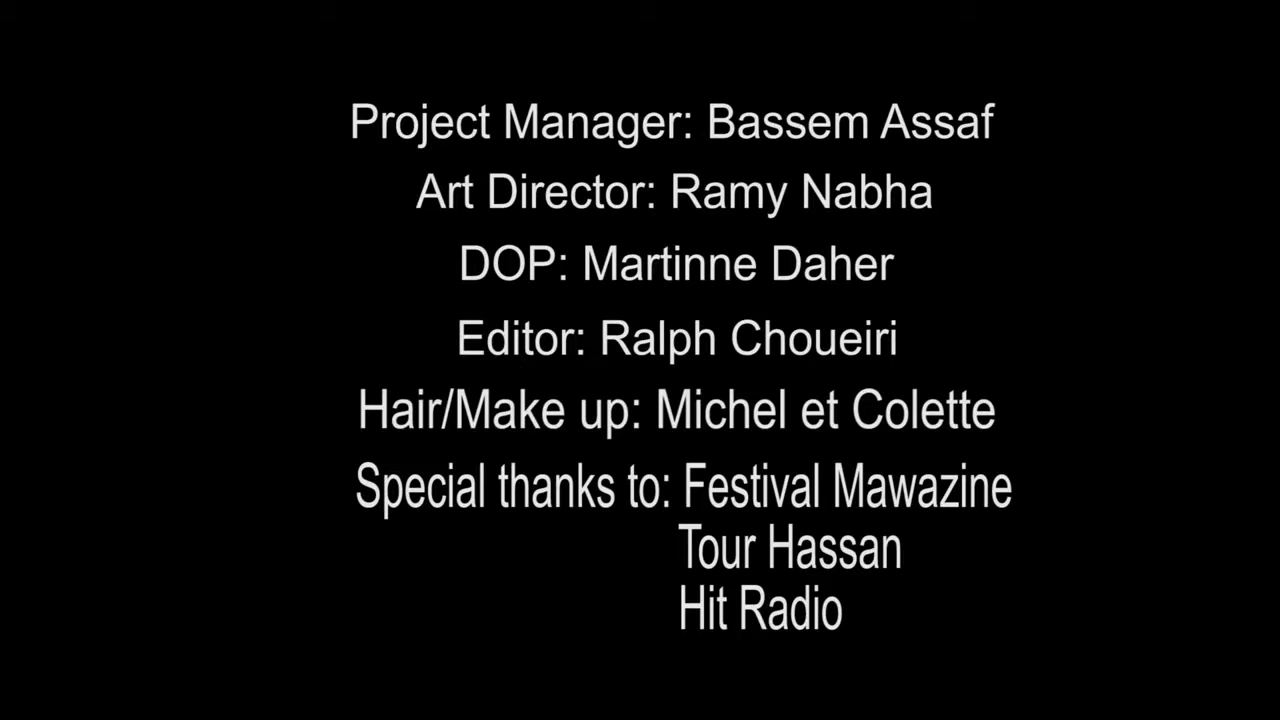 Project Manager: Bassem Assaf
Art Director: Ramy Nabha
DOP: Martinne Daher
Editor: Ralph Choueiri
Hair/Make up: Michel et Colette
Special thanks to: Festival Mawazine
Tour Hassan
Hit Radio